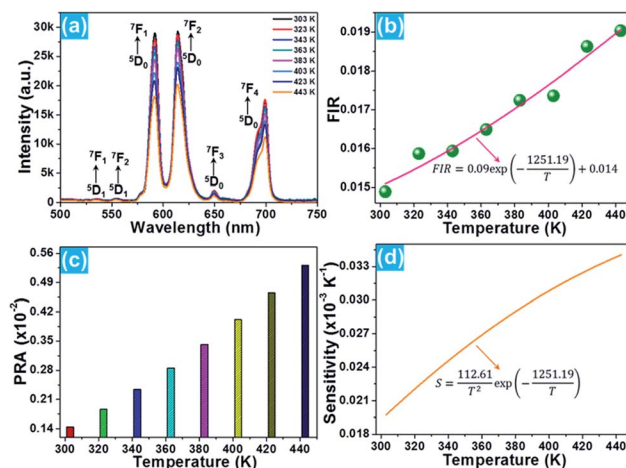 (a)
⁷F₁
⁵D₀
⁷F₂
⁵D₀
⁷F₄
⁵D₀
⁷F₁
⁵D₁
⁷F₂
⁵D₁
⁷F₃
⁵D₀
303 K
323 K
343 K
363 K
383 K
403 K
423 K
443 K
Intensity (a.u.)
30k
25k
20k
15k
10k
5k
0
500 550 600 650 700 750
Wavelength (nm)
(b)
FIR
0.019
0.018
0.017
0.016
0.015
FIR = 0.09exp(−1251.19/T) + 0.014
300 320 340 360 380 400 420 440
Temperature (K)
(c)
PRA (x10⁻²)
0.56
0.49
0.42
0.35
0.28
0.21
0.14
300 320 340 360 380 400 420 440
Temperature (K)
(d)
Sensitivity (x10⁻³ K⁻¹)
0.033
0.030
0.027
0.024
0.021
0.018
S = 112.61/T² exp(−1251.19/T)
300 320 340 360 380 400 420 440
Temperature (K)